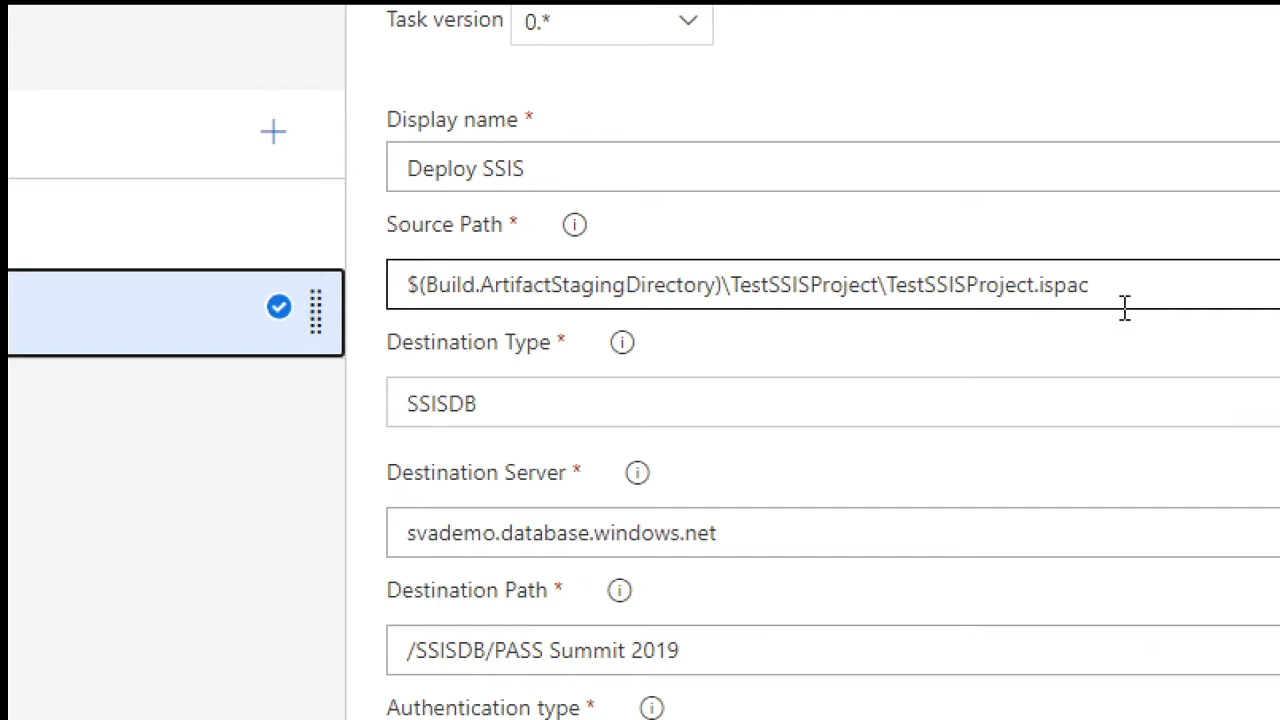 Task version 0.*
Display name *
Deploy SSIS
Source Path *
$(Build.ArtifactStagingDirectory)\TestSSISProject\TestSSISProject.ispac
Destination Type *
SSISDB
Destination Server *
svademo.database.windows.net
Destination Path *
/SSISDB/PASS Summit 2019
Authentication type *